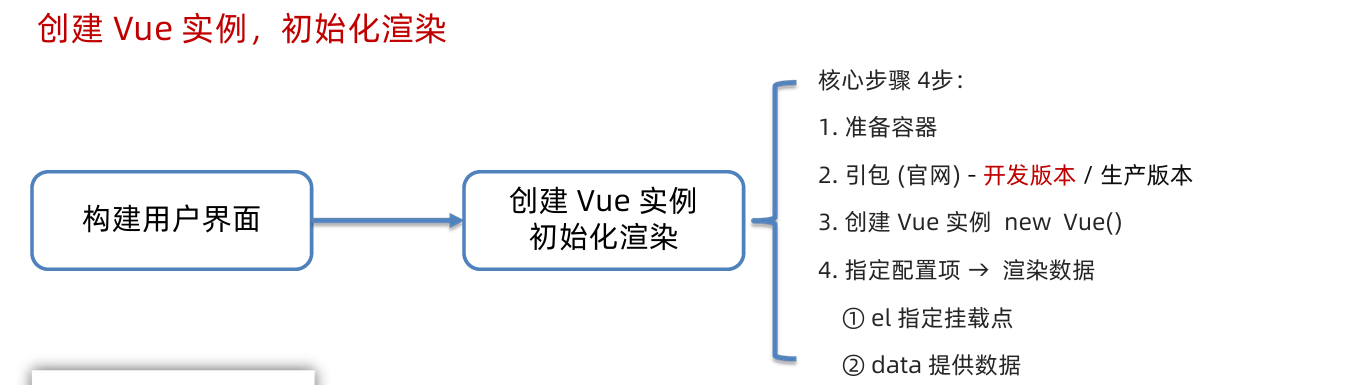 创建 Vue 实例，初始化渲染
构建用户界面
创建 Vue 实例
初始化渲染
核心步骤 4步：
1. 准备容器
2. 引包 (官网) - 开发版本 / 生产版本
3. 创建 Vue 实例 new Vue()
4. 指定配置项 → 渲染数据
① el 指定挂载点
② data 提供数据